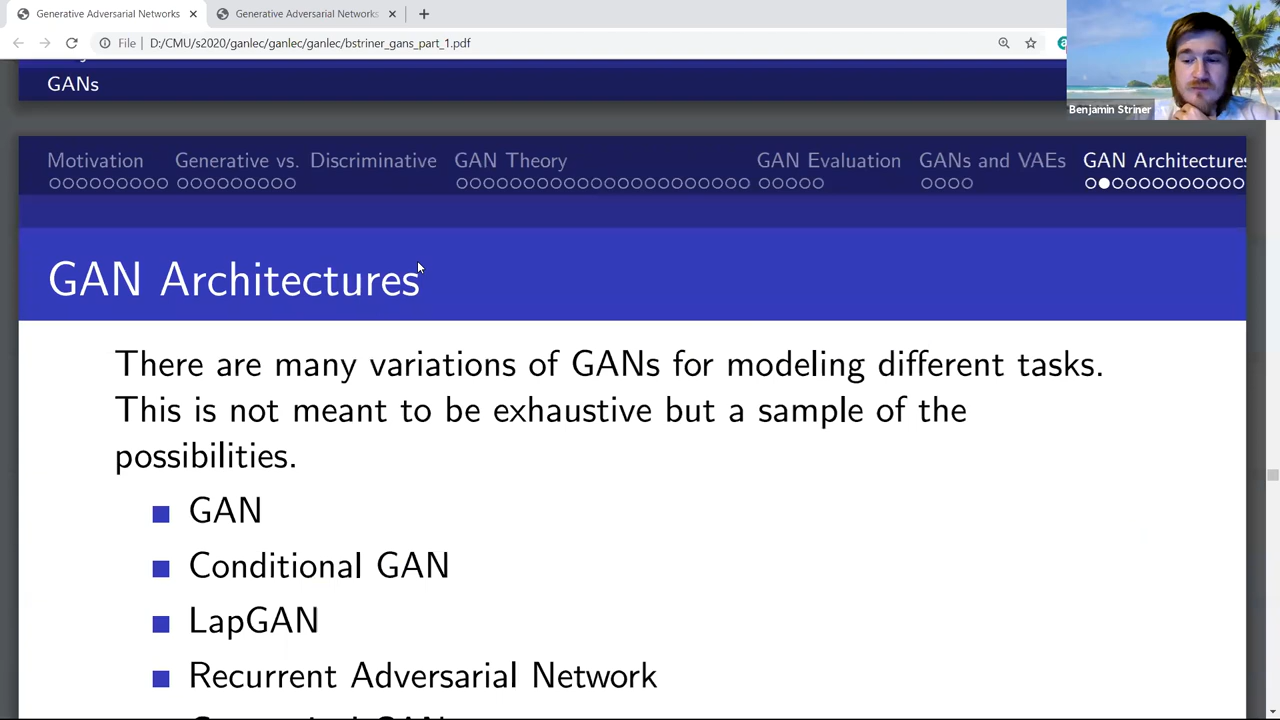 Generative Adversarial Networks
Generative Adversarial Networks
File | D:/CMU/s2020/ganlec/ganlec/ganlec/bstriner_gans_part_1.pdf
Benjamin Striner
GANs
Motivation Generative vs. Discriminative GAN Theory GAN Evaluation GANs and VAEs GAN Architectures
GAN Architectures
There are many variations of GANs for modeling different tasks.
This is not meant to be exhaustive but a sample of the
possibilities.
GAN
Conditional GAN
LapGAN
Recurrent Adversarial Network